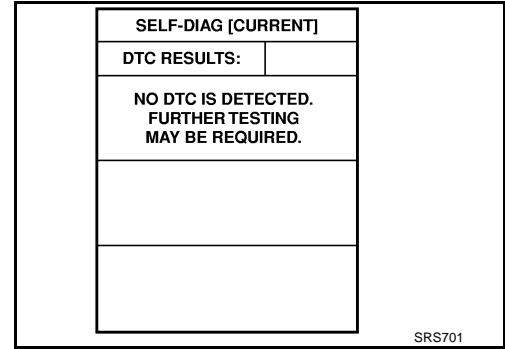 SELF-DIAG [CURRENT]
DTC RESULTS:
NO DTC IS DETECTED.
FURTHER TESTING
MAY BE REQUIRED.
SRS701